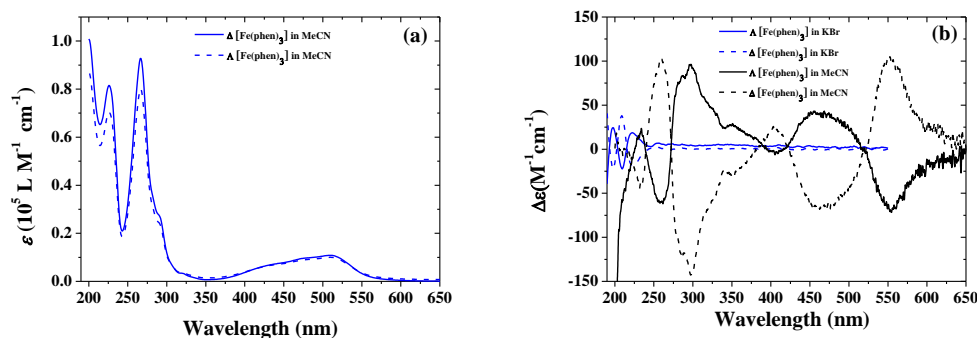 (a)
Δ [Fe(phen)3] in MeCN
Λ [Fe(phen)3] in MeCN
ε (10^5 L M^-1 cm^-1)
1.0
0.8
0.6
0.4
0.2
0.0
200 250 300 350 400 450 500 550 600 650
Wavelength (nm)
(b)
Λ [Fe(phen)3] in KBr
Δ [Fe(phen)3] in KBr
Λ [Fe(phen)3] in MeCN
Δ [Fe(phen)3] in MeCN
Δε(M^-1cm^-1)
150
100
50
0
-50
-100
-150
200 250 300 350 400 450 500 550 600 650
Wavelength (nm)